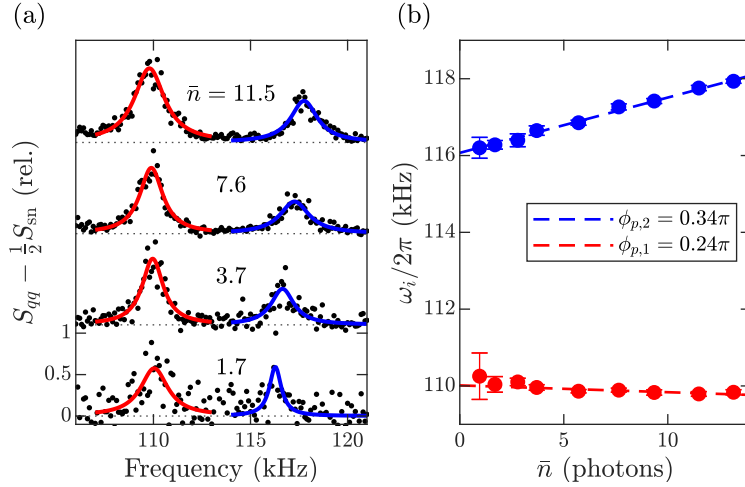 (a)
n̄ = 11.5
7.6
3.7
1.7
1
0.5
0
110
115
120
Frequency (kHz)
S_qq − ½S_sn (rel.)
(b)
118
116
114
112
110
0
5
10
n̄ (photons)
ω_i/2π (kHz)
ϕ_p,2 = 0.34π
ϕ_p,1 = 0.24π